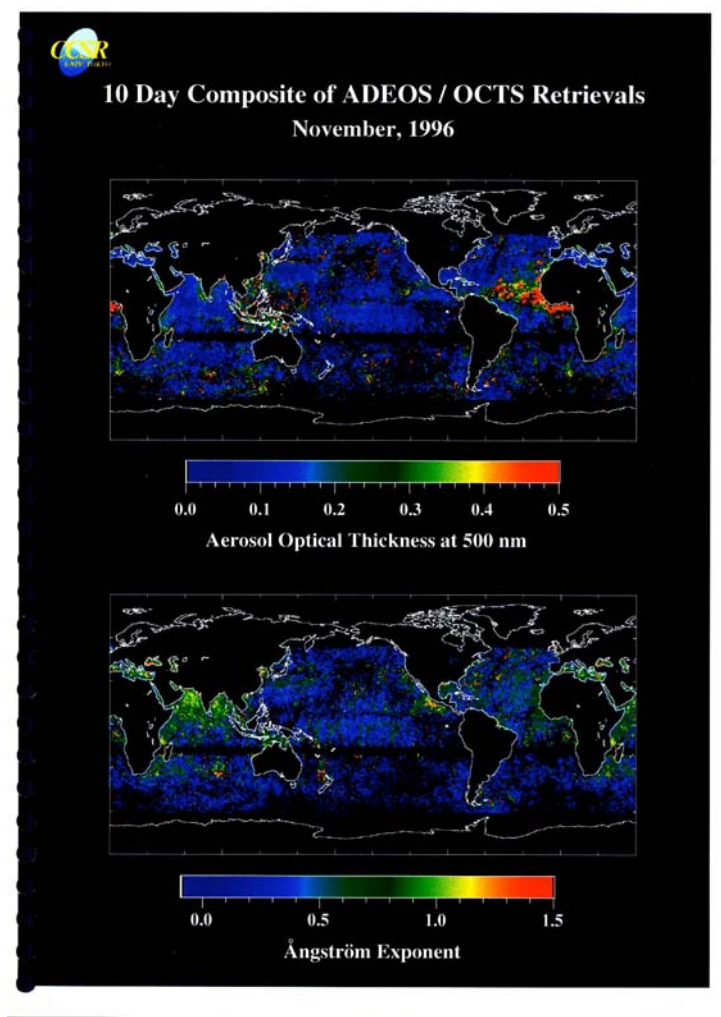 CCSR
UNIV TOKYO
10 Day Composite of ADEOS / OCTS Retrievals
November, 1996
0.0 0.1 0.2 0.3 0.4 0.5
Aerosol Optical Thickness at 500 nm
0.0 0.5 1.0 1.5
Ångström Exponent